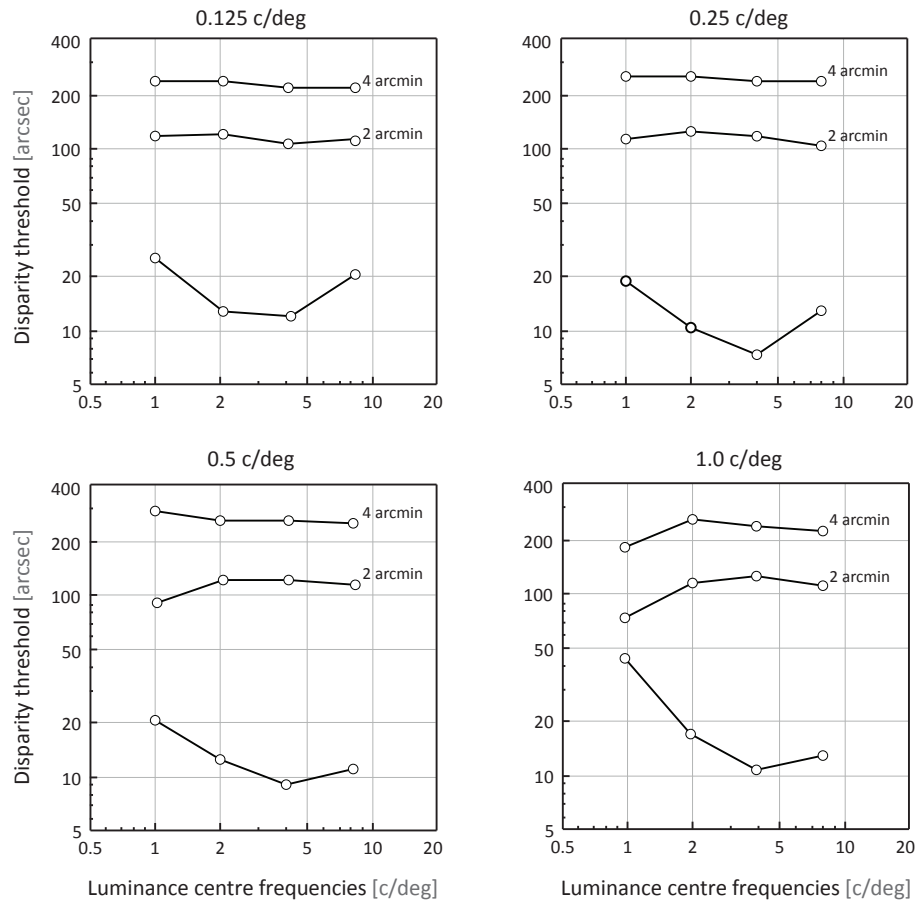 0.125 c/deg
0.25 c/deg
400
200
100
50
20
10
5
0.5 1 2 5 10 20
4 arcmin
2 arcmin
Disparity threshold [arcsec]
400
200
100
50
20
10
5
0.5 1 2 5 10 20
4 arcmin
2 arcmin
0.5 c/deg
1.0 c/deg
400
200
100
50
20
10
5
0.5 1 2 5 10 20
4 arcmin
2 arcmin
Disparity threshold [arcsec]
Luminance centre frequencies [c/deg]
400
200
100
50
20
10
5
0.5 1 2 5 10 20
4 arcmin
2 arcmin
Luminance centre frequencies [c/deg]